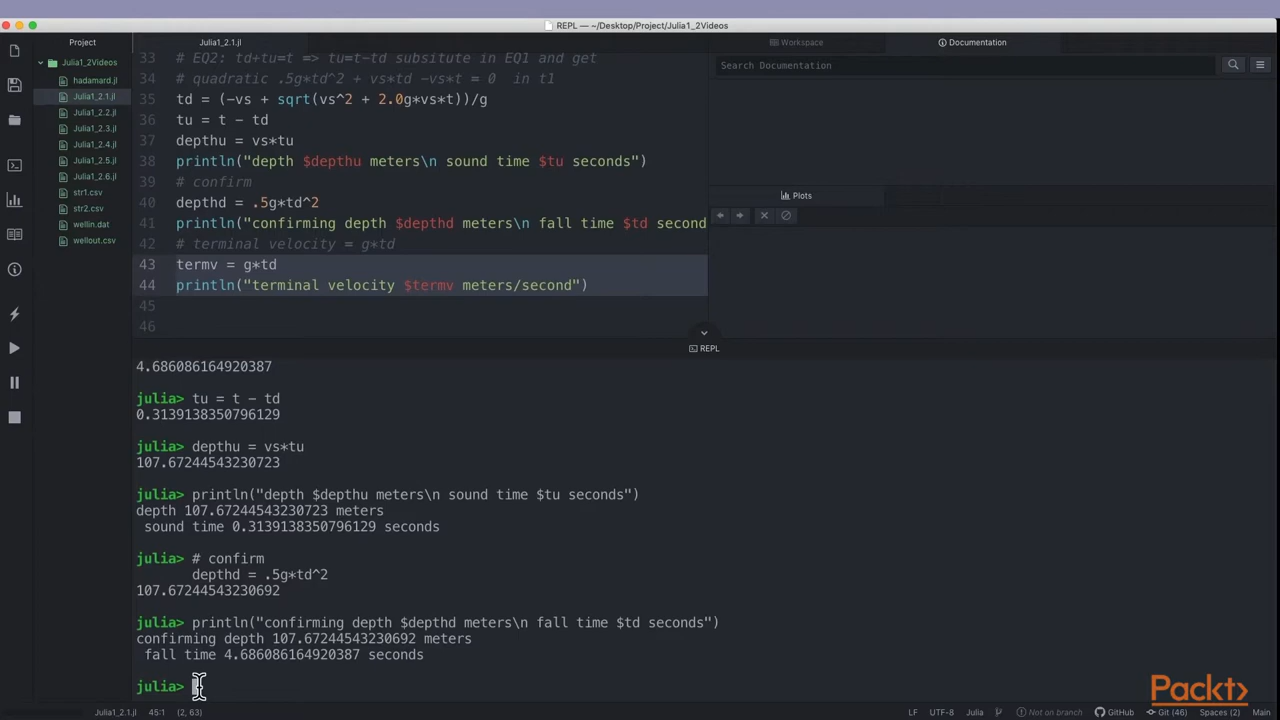 REPL — ~/Desktop/Project/Julia1_2Videos
Project
Julia1_2Videos
hadamard.jl
Julia1_2.1.jl
Julia1_2.2.jl
Julia1_2.3.jl
Julia1_2.4.jl
Julia1_2.5.jl
Julia1_2.6.jl
str1.csv
str2.csv
wellin.dat
wellout.csv
Julia1_2.1.jl
33 # EQ2: td+tu=t => tu=t-td subsitute in EQ1 and get
34 # quadratic .5g*td^2 + vs*td -vs*t = 0  in t1
35 td = (-vs + sqrt(vs^2 + 2.0g*vs*t))/g
36 tu = t - td
37 depthu = vs*tu
38 println("depth $depthu meters\n sound time $tu seconds")
39 # confirm
40 depthd = .5g*td^2
41 println("confirming depth $depthd meters\n fall time $td second
42 # terminal velocity = g*td
43 termv = g*td
44 println("terminal velocity $termv meters/second")
45
46
Workspace
Documentation
Search Documentation
Plots
REPL
4.686086164920387
julia> tu = t - td
0.3139138350796129
julia> depthu = vs*tu
107.67244543230723
julia> println("depth $depthu meters\n sound time $tu seconds")
depth 107.67244543230723 meters
sound time 0.3139138350796129 seconds
julia> # confirm
depthd = .5g*td^2
107.67244543230692
julia> println("confirming depth $depthd meters\n fall time $td seconds")
confirming depth 107.67244543230692 meters
fall time 4.686086164920387 seconds
julia>
Packt>
Julia1_2.1.jl 45:1 (2, 63) LF UTF-8 Julia Not on branch GitHub Git (46) Spaces (2) Main